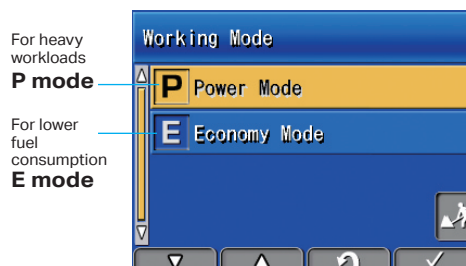 For heavy
workloads
P mode
For lower
fuel
consumption
E mode
Working Mode
P Power Mode
E Economy Mode